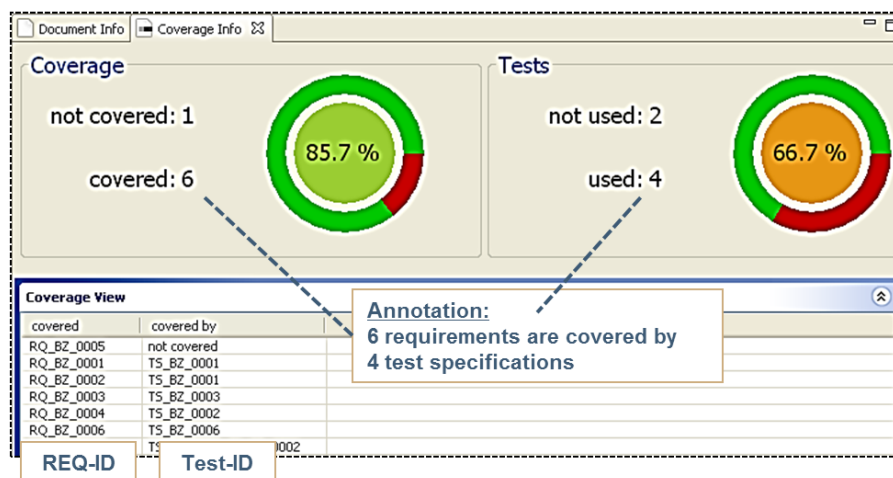 Document Info Coverage Info
Coverage Tests
not covered: 1 not used: 2
85.7 % 66.7 %
covered: 6 used: 4
Coverage View
Annotation:
6 requirements are covered by
4 test specifications
covered covered by
RQ_BZ_0005 not covered
RQ_BZ_0001 TS_BZ_0001
RQ_BZ_0002 TS_BZ_0001
RQ_BZ_0003 TS_BZ_0003
RQ_BZ_0004 TS_BZ_0002
RQ_BZ_0006 TS_BZ_0006
REQ-ID Test-ID